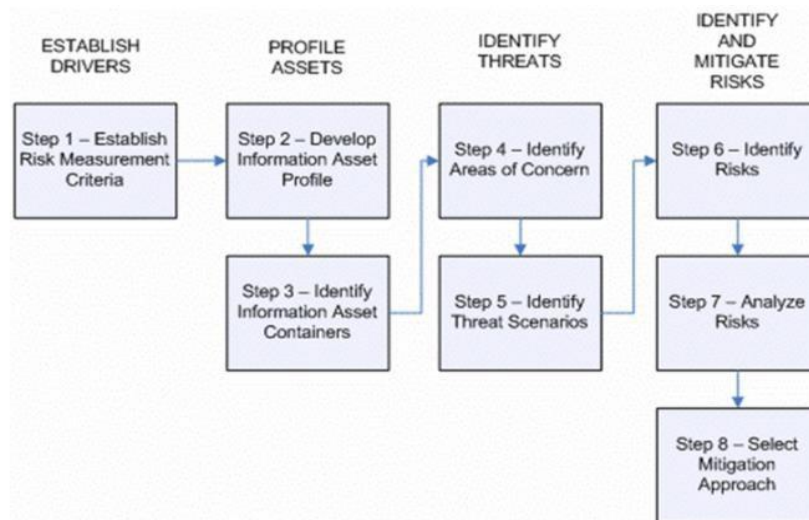 ESTABLISH
DRIVERS
PROFILE
ASSETS
IDENTIFY
THREATS
IDENTIFY
AND
MITIGATE
RISKS
Step 1 – Establish
Risk Measurement
Criteria
Step 2 – Develop
Information Asset
Profile
Step 3 – Identify
Information Asset
Containers
Step 4 – Identify
Areas of Concern
Step 5 – Identify
Threat Scenarios
Step 6 – Identify
Risks
Step 7 – Analyze
Risks
Step 8 – Select
Mitigation
Approach